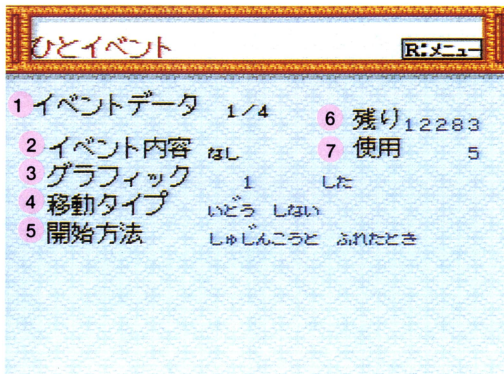 ひとイベント
R:メニュー
1 イベントデータ 1/4
6 残り 12283
2 イベント内容 なし
7 使用 5
3 グラフィック 1 した
4 移動タイプ いどう しない
5 開始方法 しゅじんこうと ふれたとき